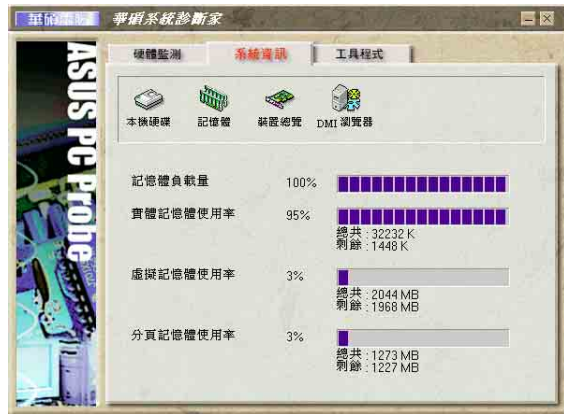 華碩系統診斷家
硬體監測 系統資訊 工具程式
本機硬碟 記憶體 裝置總覽 DMI 瀏覽器
ASUS PC Probe
記憶體負載量 100%
實體記憶體使用率 95%
總共 : 32232 K
剩餘 : 1448 K
虛擬記憶體使用率 3%
總共 : 2044 MB
剩餘 : 1968 MB
分頁記憶體使用率 3%
總共 : 1273 MB
剩餘 : 1227 MB